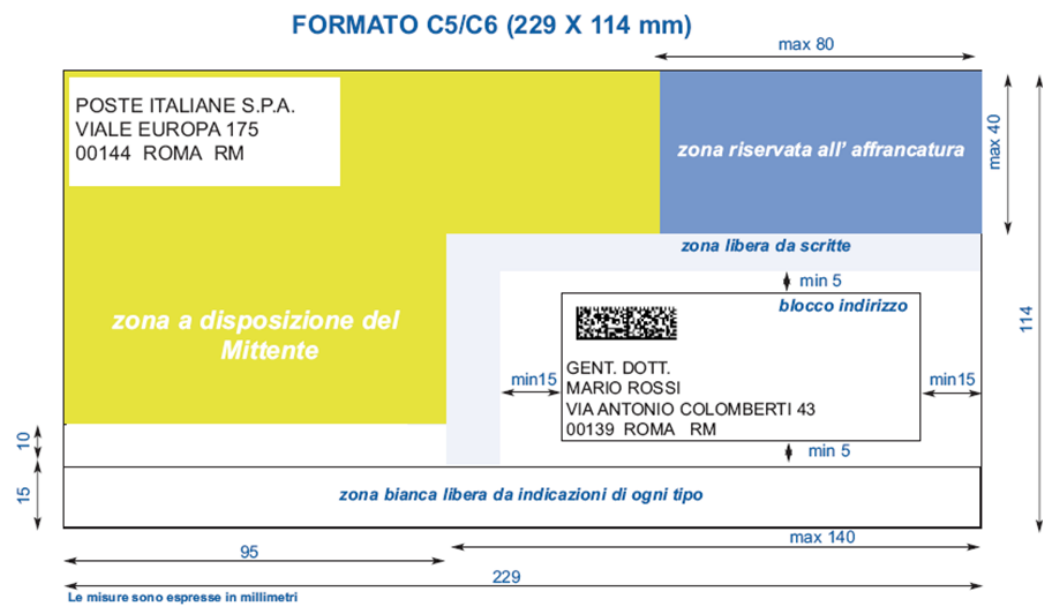 FORMATO C5/C6 (229 X 114 mm)
max 80
POSTE ITALIANE S.P.A.
VIALE EUROPA 175
00144 ROMA RM
zona riservata all’ affrancatura
max 40
zona libera da scritte
min 5
blocco indirizzo
114
zona a disposizione del
Mittente
GENT. DOTT.
min15
min15
MARIO ROSSI
VIA ANTONIO COLOMBERTI 43
00139 ROMA RM
10
min 5
15
zona bianca libera da indicazioni di ogni tipo
max 140
95
229
Le misure sono espresse in millimetri